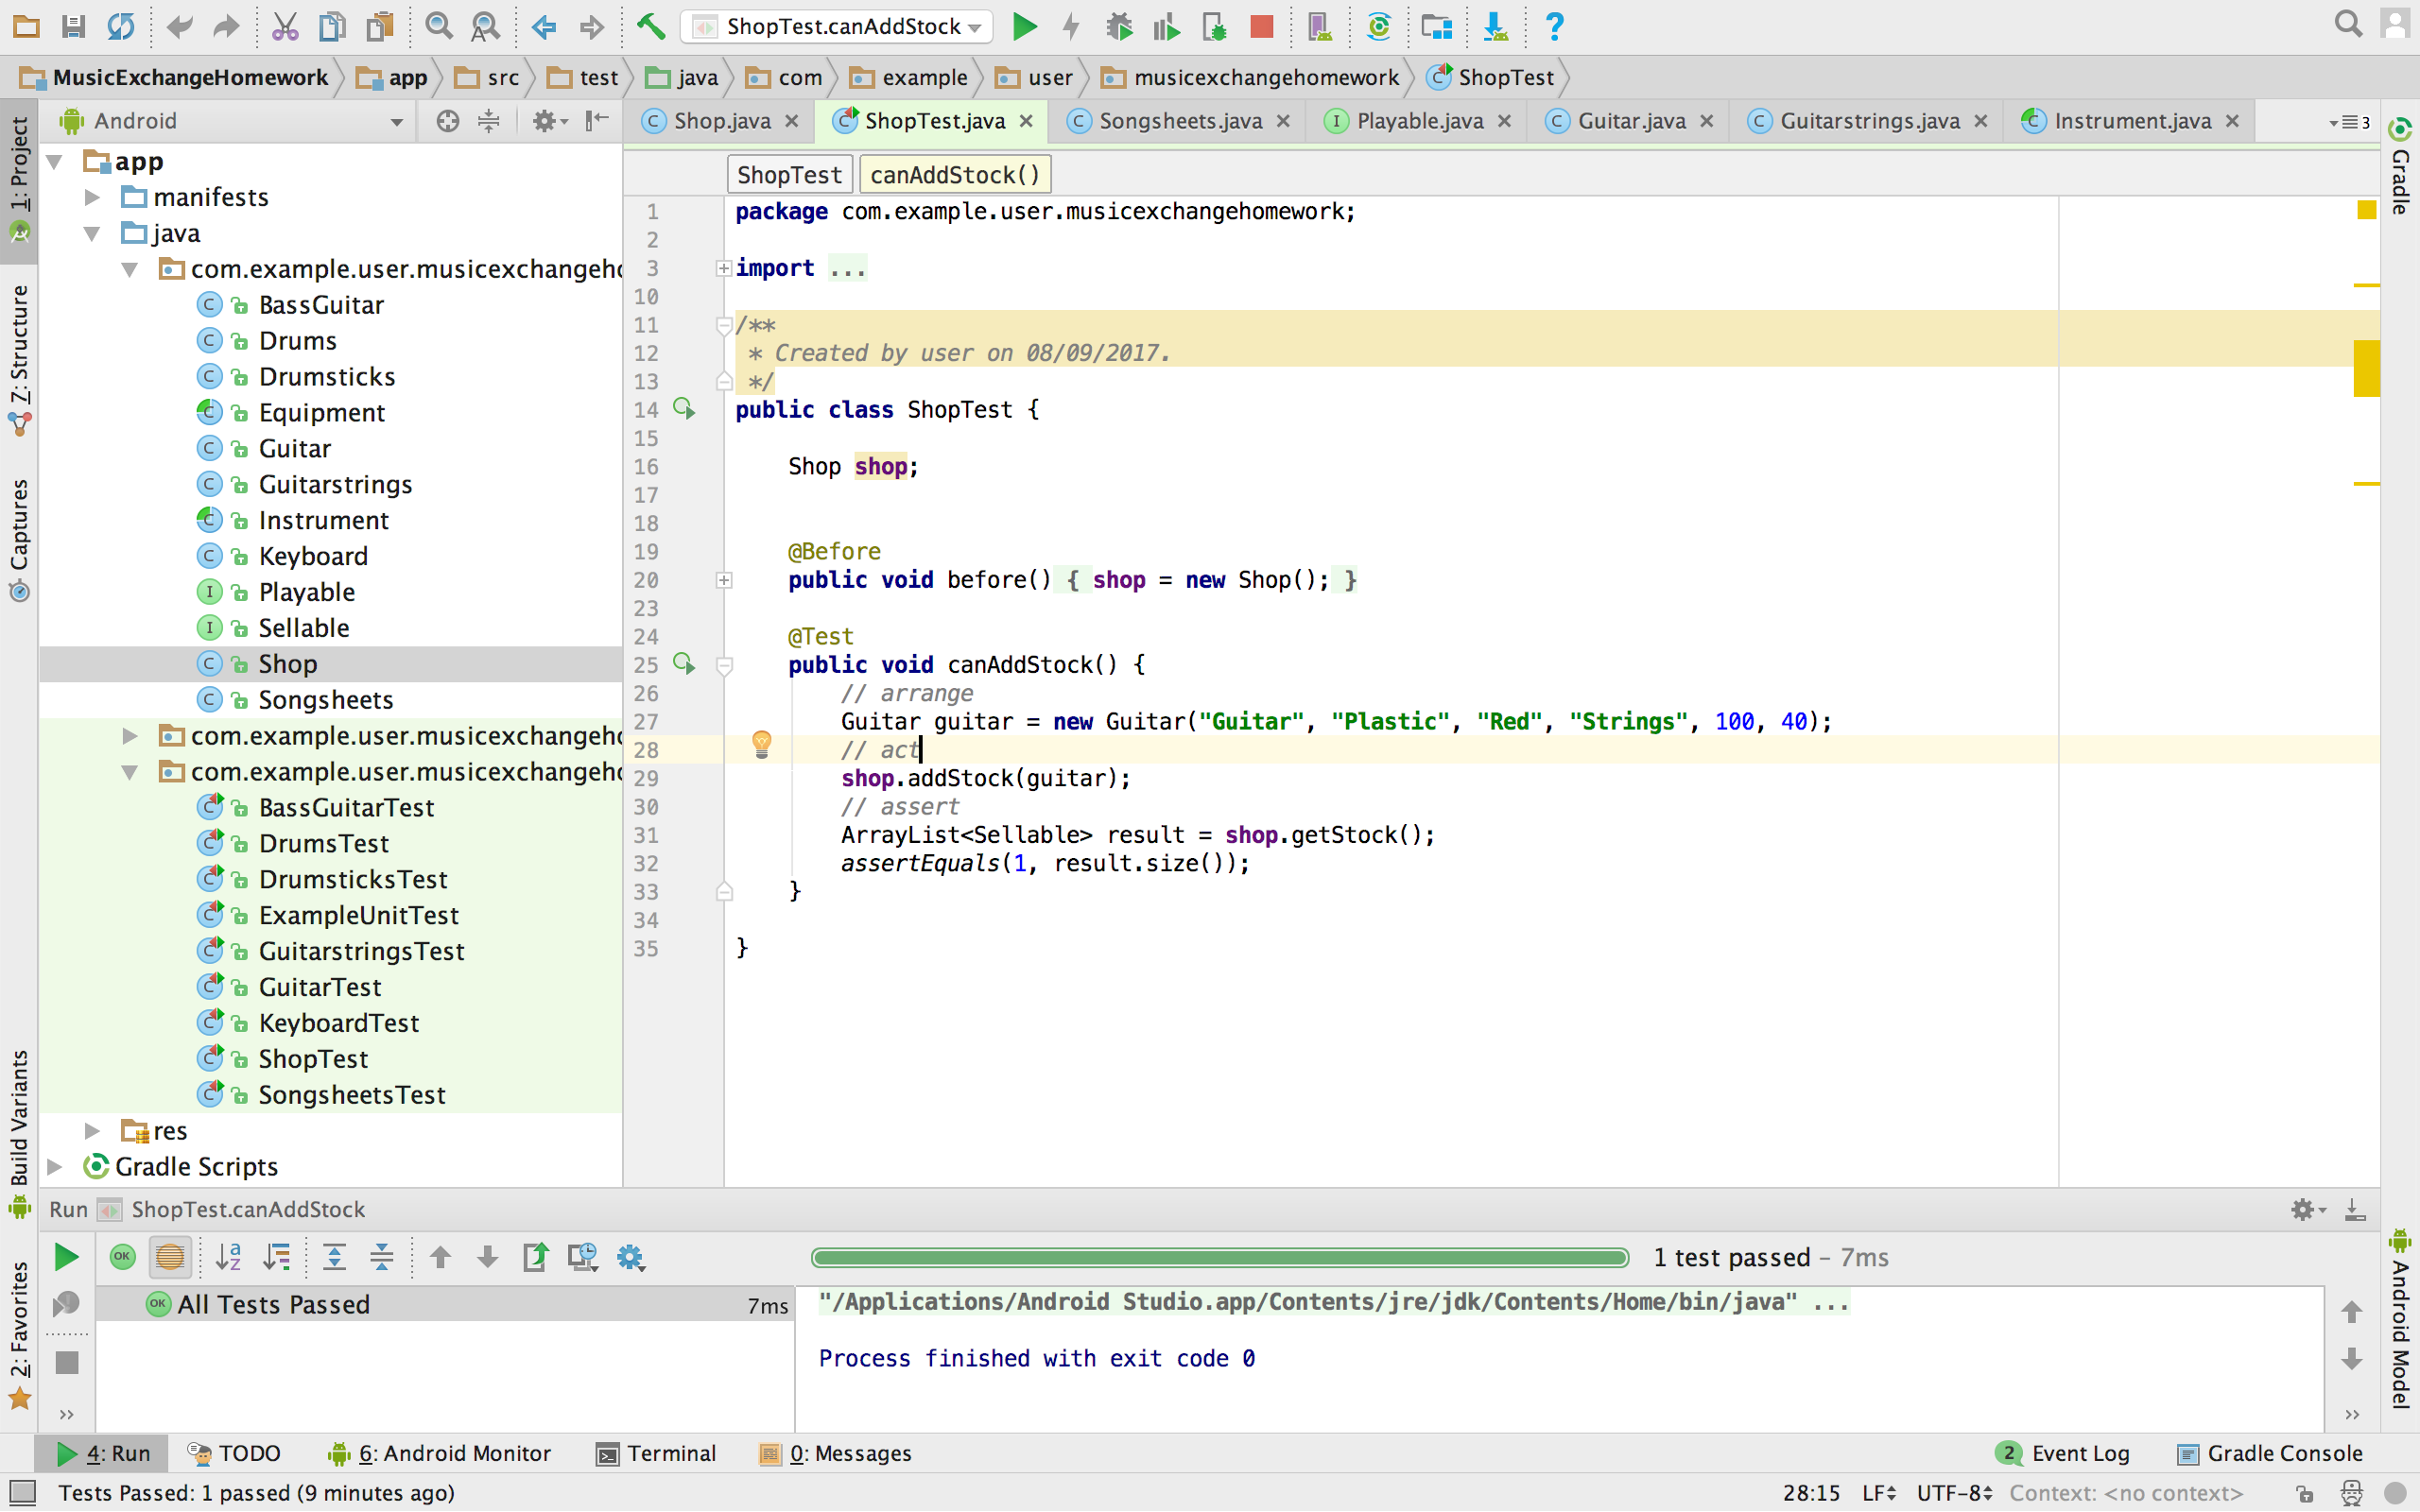 ShopTest.canAddStock
MusicExchangeHomework app src test java com example user musicexchangehomework ShopTest
Android
Shop.java ShopTest.java Songsheets.java Playable.java Guitar.java Guitarstrings.java Instrument.java 3
ShopTest canAddStock()
1: Project
7: Structure
Captures
Build Variants
2: Favorites
app
manifests
java
com.example.user.musicexchangeho
BassGuitar
Drums
Drumsticks
Equipment
Guitar
Guitarstrings
Instrument
Keyboard
Playable
Sellable
Shop
Songsheets
com.example.user.musicexchangeho
com.example.user.musicexchangeho
BassGuitarTest
DrumsTest
DrumsticksTest
ExampleUnitTest
GuitarstringsTest
GuitarTest
KeyboardTest
ShopTest
SongsheetsTest
res
Gradle Scripts
1 package com.example.user.musicexchangehomework;
2
3 import ...
10
11 /**
12 * Created by user on 08/09/2017.
13 */
14 public class ShopTest {
15
16 Shop shop;
17
18
19 @Before
20 public void before() { shop = new Shop(); }
23
24 @Test
25 public void canAddStock() {
26 // arrange
27 Guitar guitar = new Guitar("Guitar", "Plastic", "Red", "Strings", 100, 40);
28 // act
29 shop.addStock(guitar);
30 // assert
31 ArrayList<Sellable> result = shop.getStock();
32 assertEquals(1, result.size());
33 }
34
35 }
Gradle
Android Model
Run ShopTest.canAddStock
OK 1 test passed – 7ms
OK All Tests Passed 7ms
"/Applications/Android Studio.app/Contents/jre/jdk/Contents/Home/bin/java" ...
Process finished with exit code 0
4: Run TODO 6: Android Monitor Terminal 0: Messages 2 Event Log Gradle Console
Tests Passed: 1 passed (9 minutes ago) 28:15 LF UTF-8 Context: <no context>